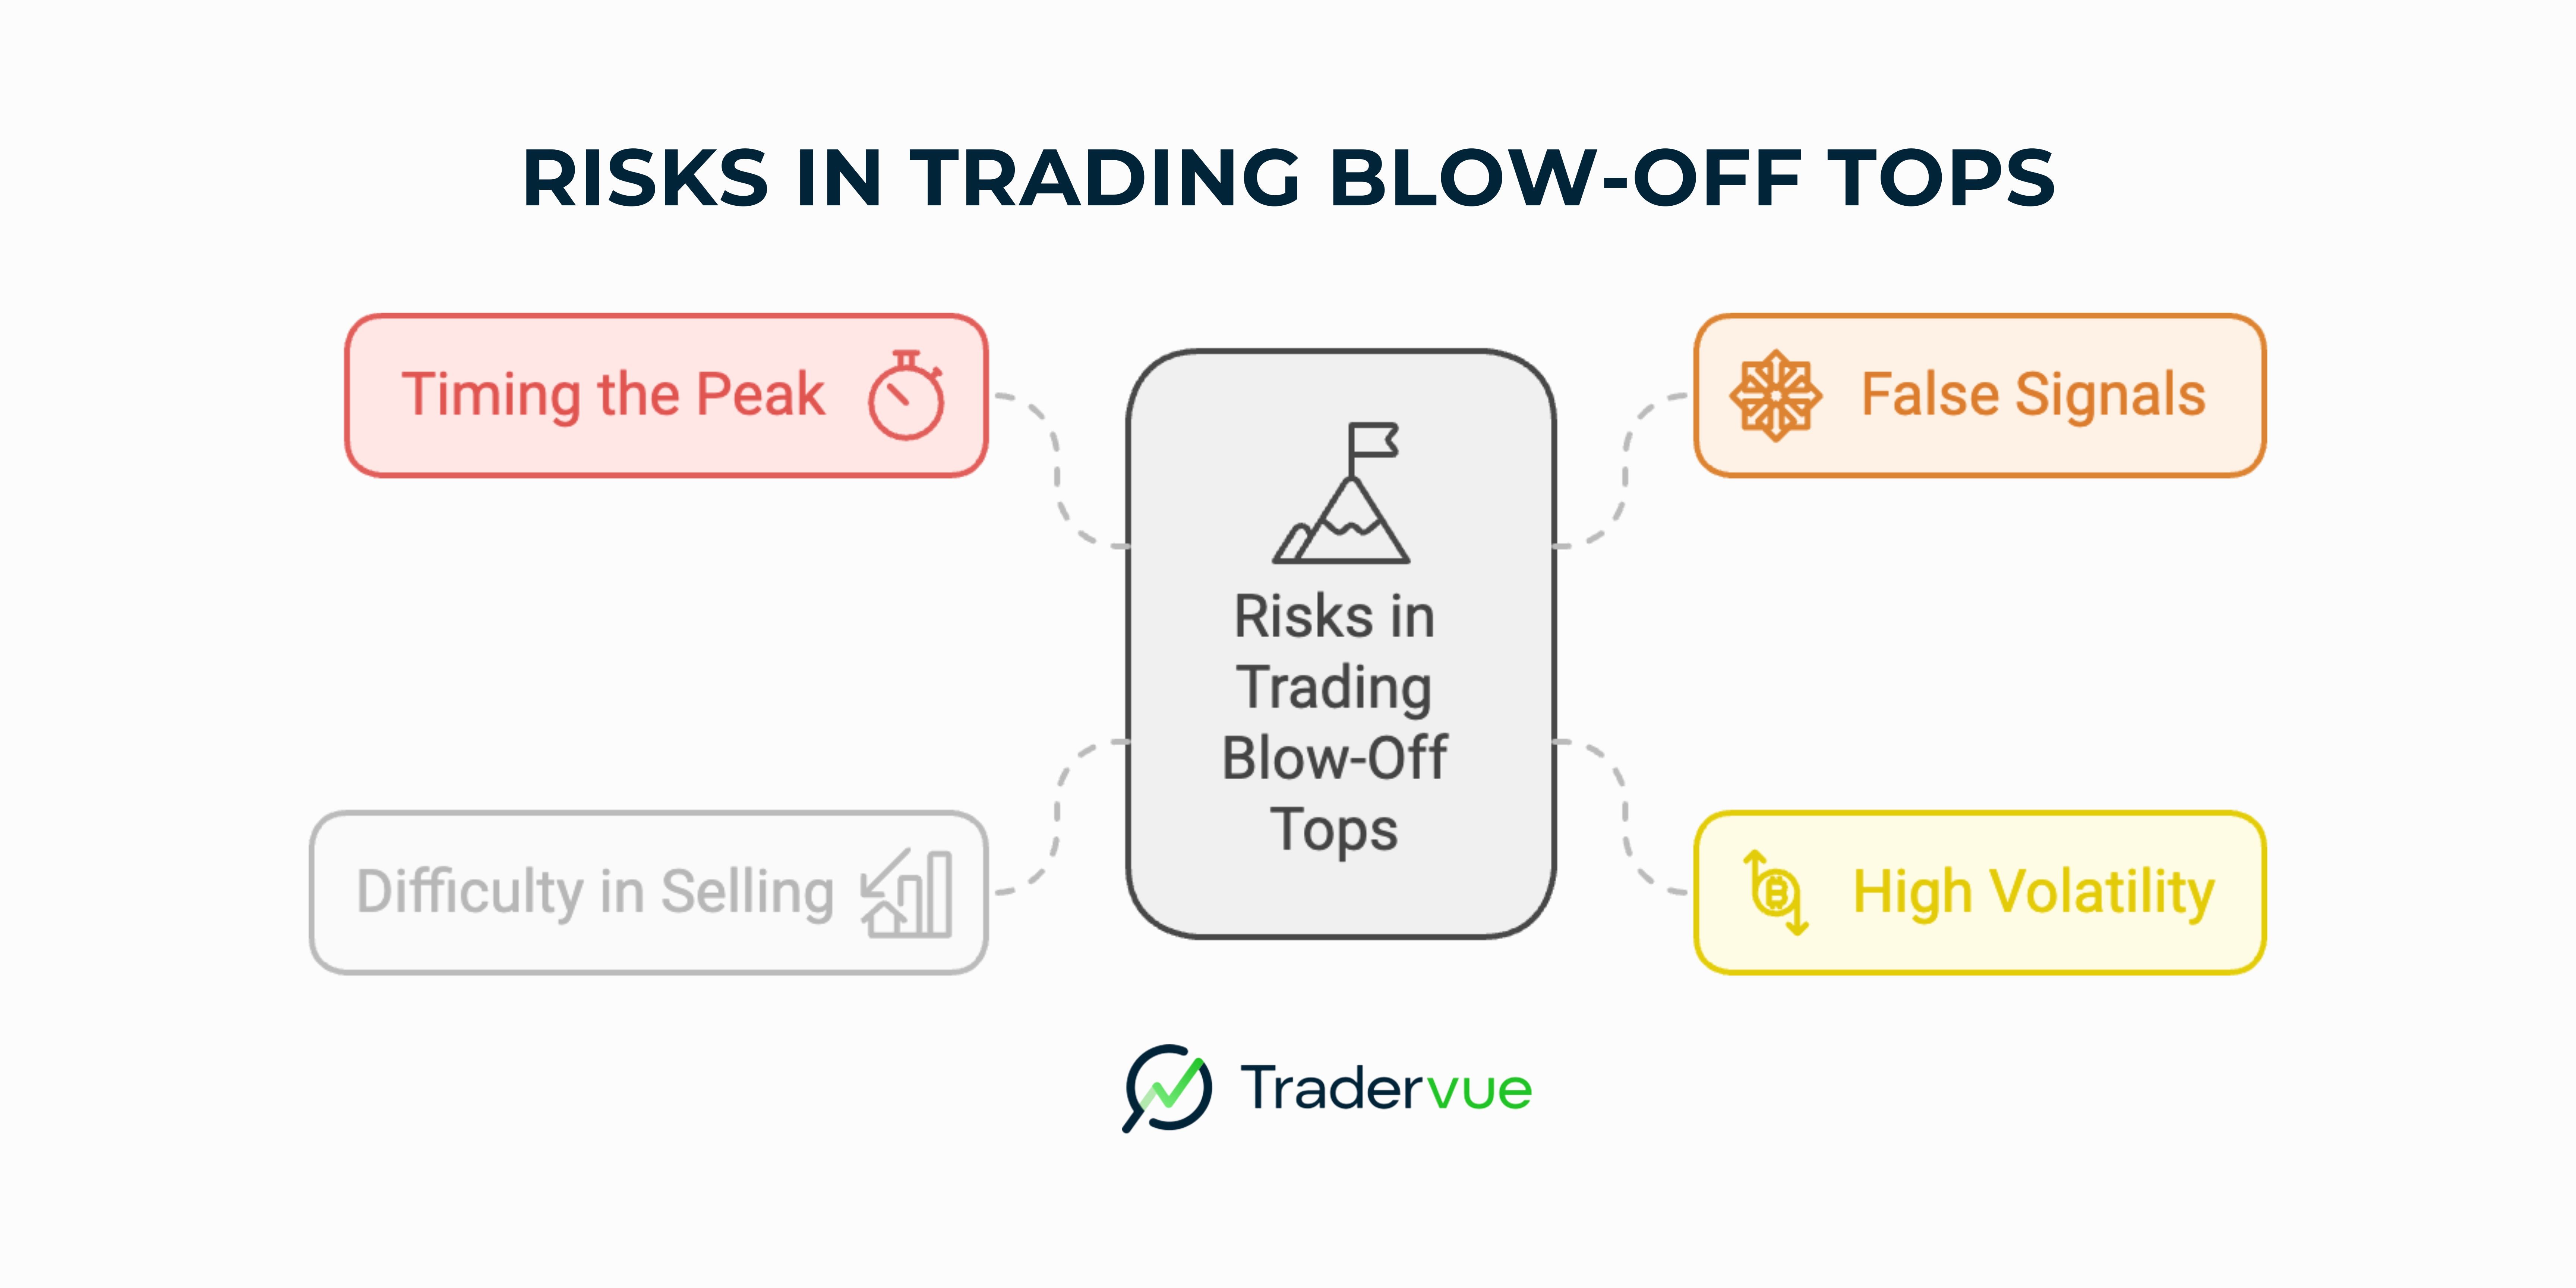 RISKS IN TRADING BLOW-OFF TOPS
Timing the Peak
False Signals
Risks in
Trading
Blow-Off
Tops
Difficulty in Selling
High Volatility
Tradervue